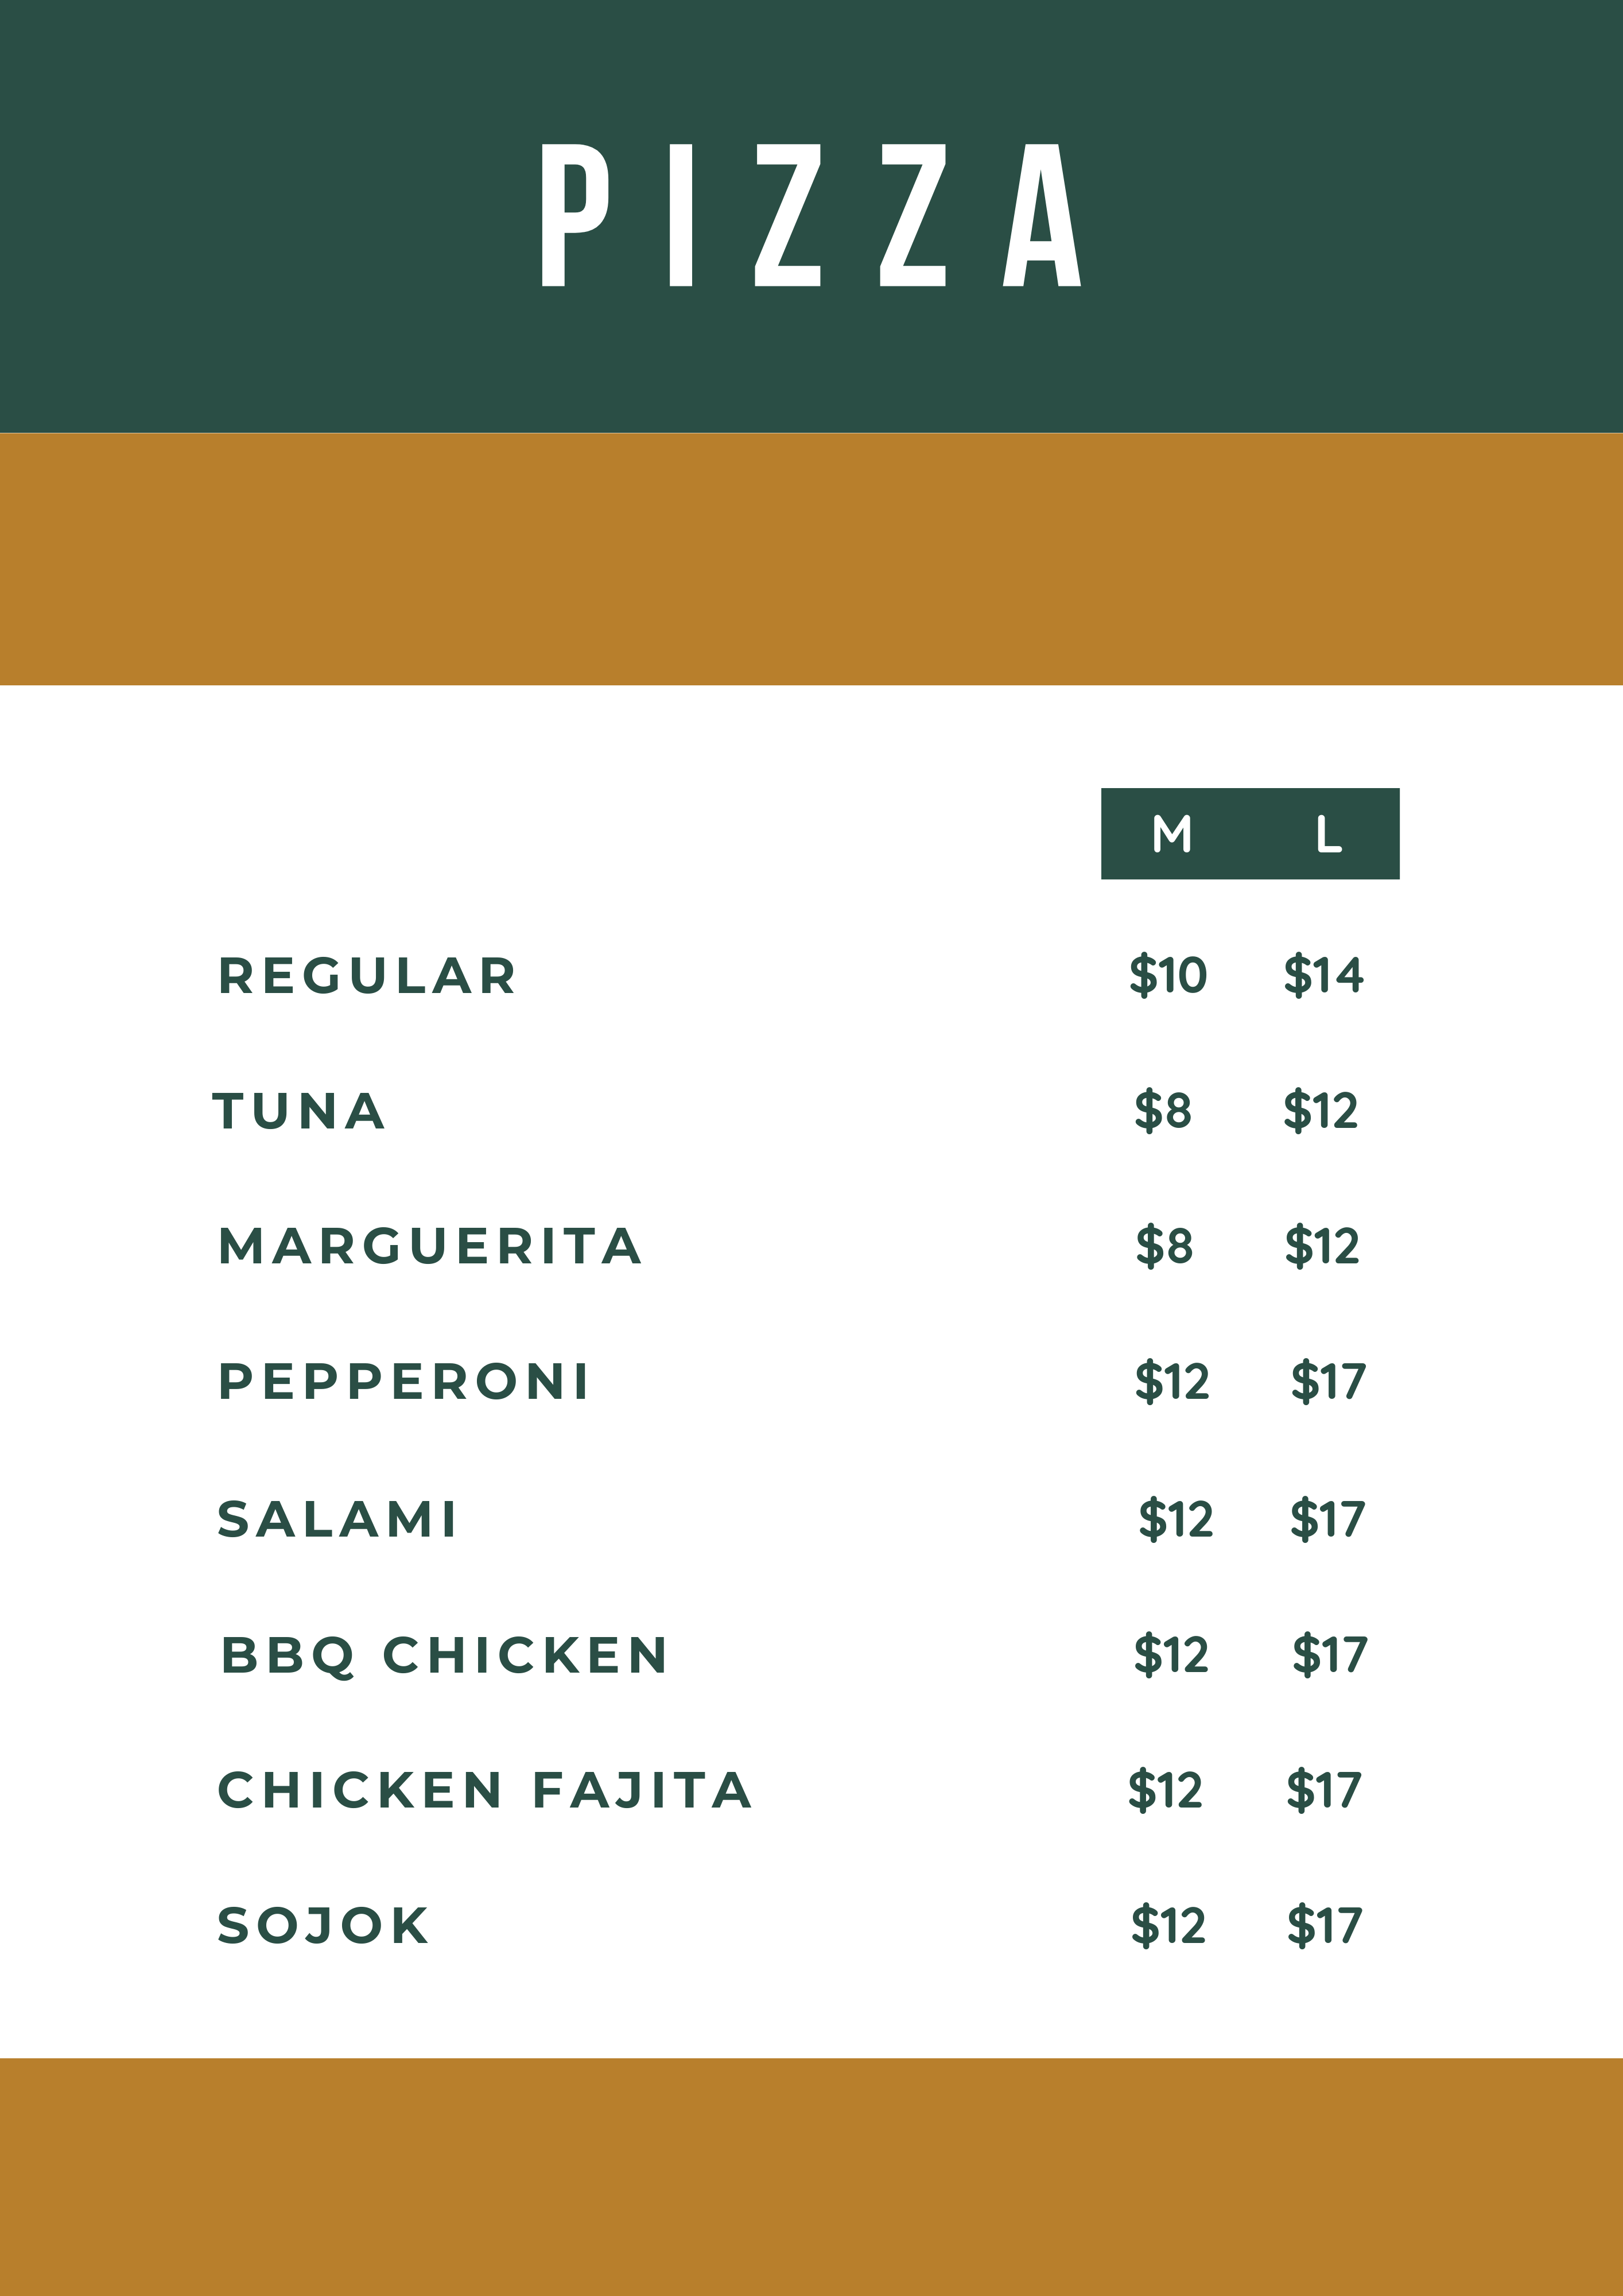 PIZZA
M L
REGULAR $10 $14
TUNA $8 $12
MARGUERITA $8 $12
PEPPERONI $12 $17
SALAMI $12 $17
BBQ CHICKEN $12 $17
CHICKEN FAJITA $12 $17
SOJOK $12 $17